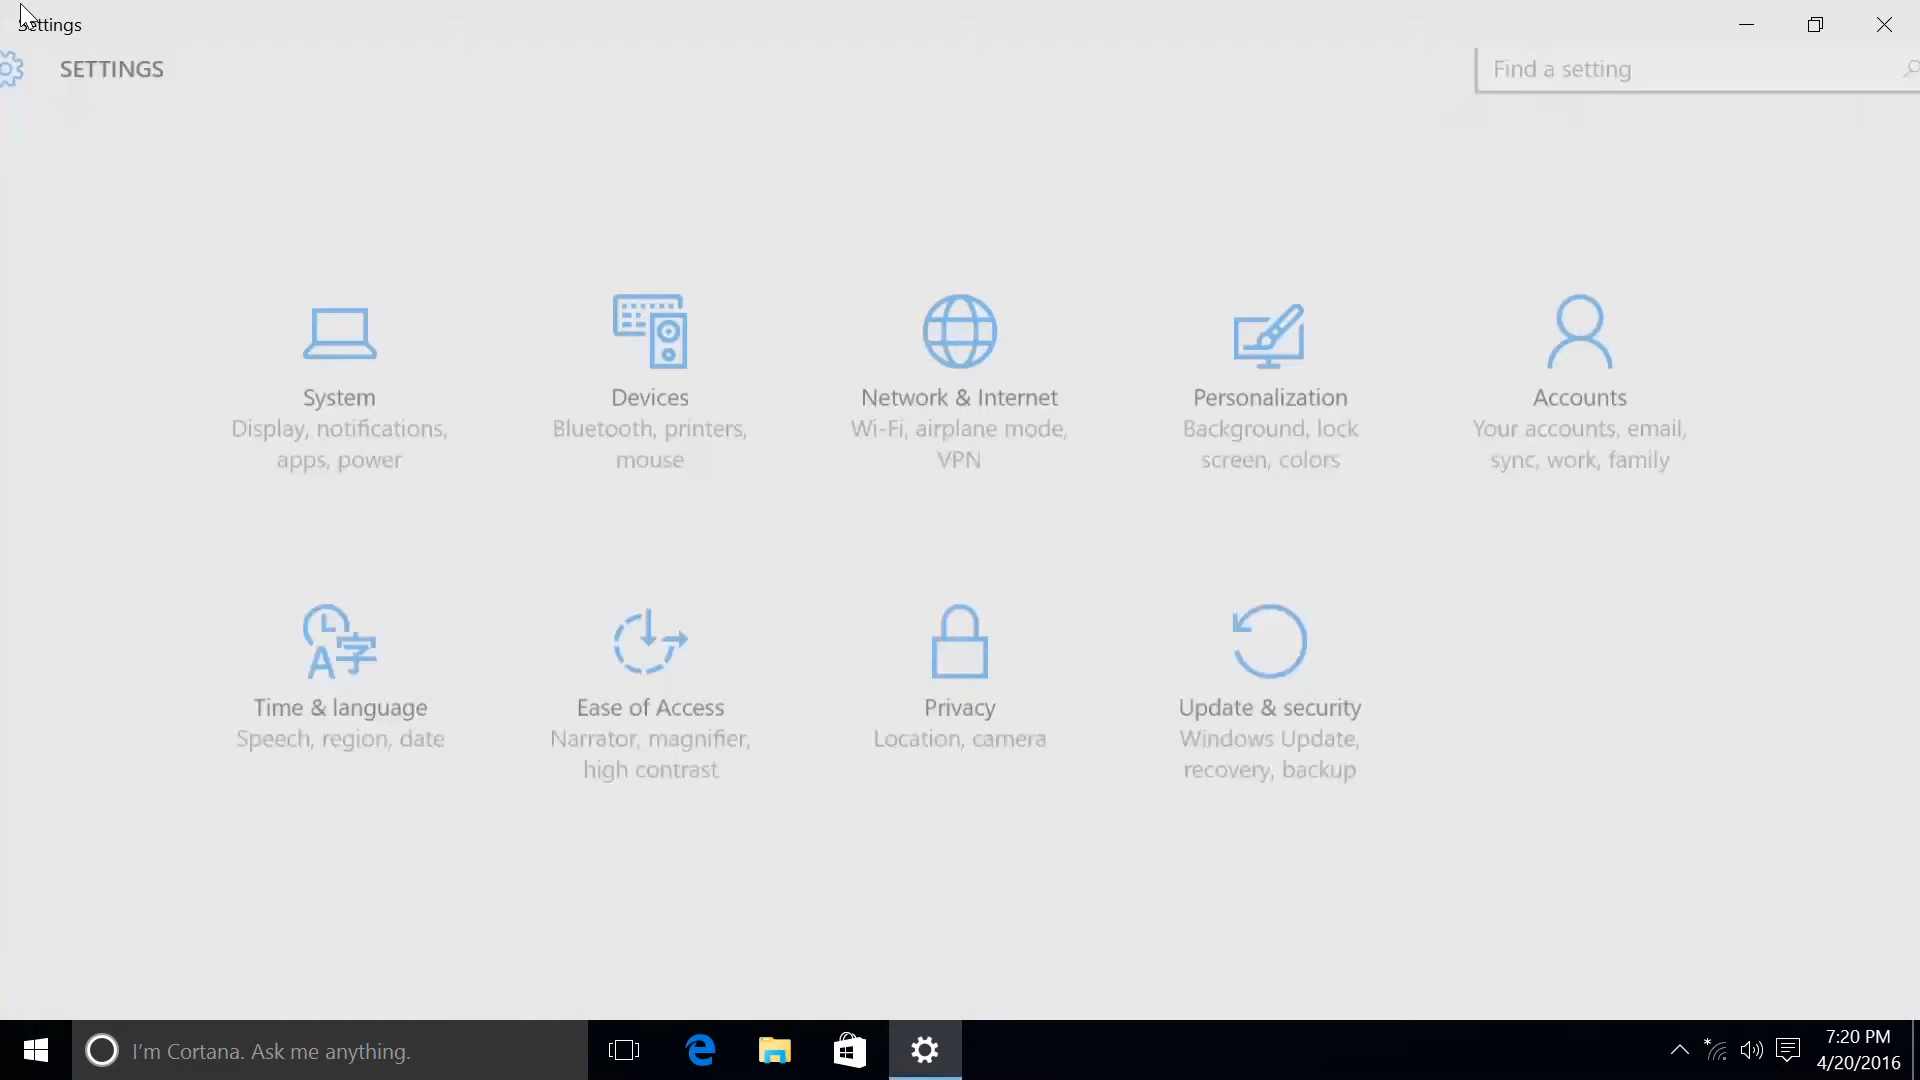 Settings
SETTINGS
Find a setting
System
Display, notifications,
apps, power
Devices
Bluetooth, printers,
mouse
Network & Internet
Wi-Fi, airplane mode,
VPN
Personalization
Background, lock
screen, colors
Accounts
Your accounts, email,
sync, work, family
Time & language
Speech, region, date
Ease of Access
Narrator, magnifier,
high contrast
Privacy
Location, camera
Update & security
Windows Update,
recovery, backup
I'm Cortana. Ask me anything.
7:20 PM
4/20/2016